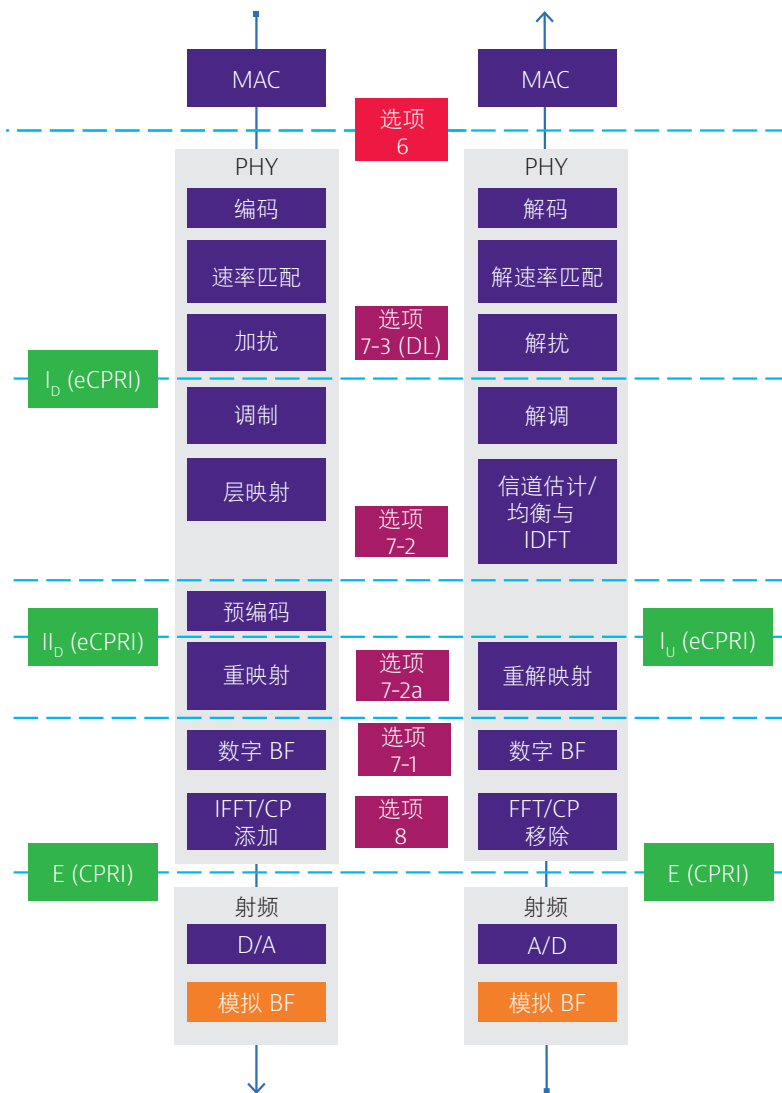 MAC
MAC
选项
6
PHY
PHY
编码
解码
速率匹配
解速率匹配
加扰
选项
7-3 (DL)
解扰
I_D (eCPRI)
调制
解调
层映射
选项
7-2
信道估计/
均衡与
IDFT
预编码
II_D (eCPRI)
I_U (eCPRI)
重映射
选项
7-2a
重解映射
数字 BF
选项
7-1
数字 BF
IFFT/CP
添加
选项
8
FFT/CP
移除
E (CPRI)
E (CPRI)
射频
射频
D/A
A/D
模拟 BF
模拟 BF